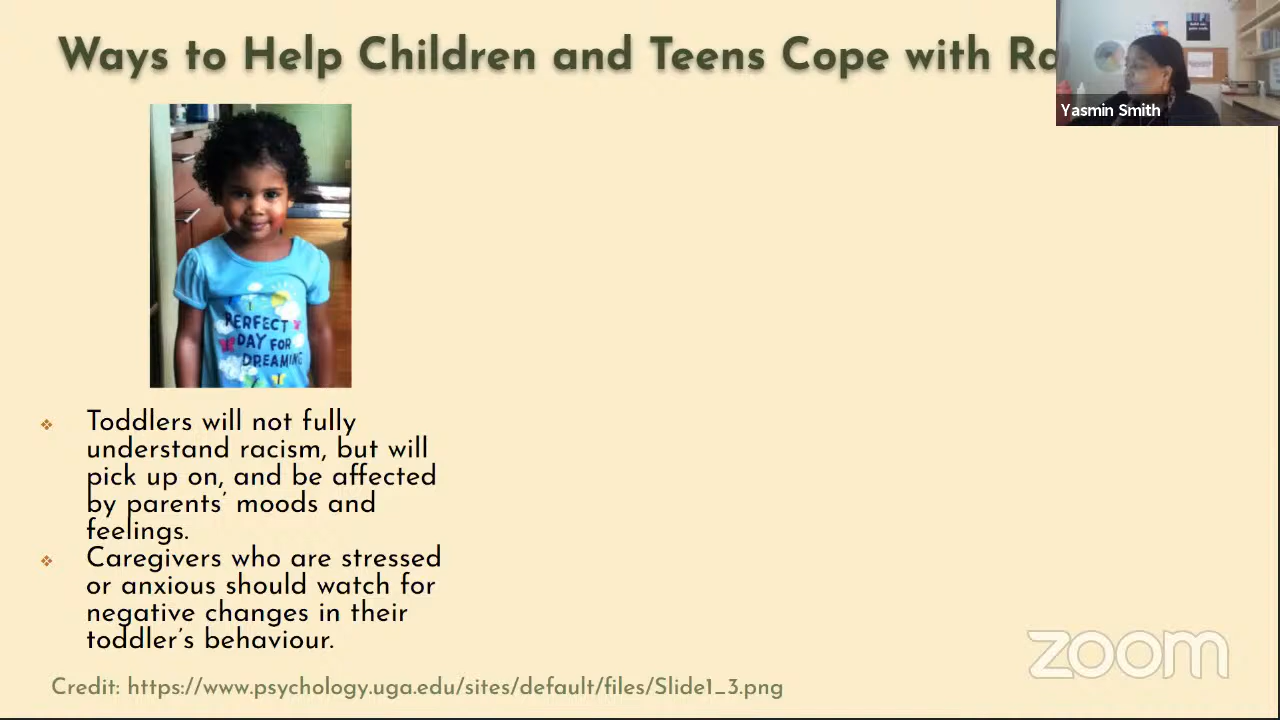 Ways to Help Children and Teens Cope with Ra
Yasmin Smith
PERFECT
DAY FOR
DREAMING
❖ Toddlers will not fully
understand racism, but will
pick up on, and be affected
by parents’ moods and
feelings.
❖ Caregivers who are stressed
or anxious should watch for
negative changes in their
toddler’s behaviour.
Credit: https://www.psychology.uga.edu/sites/default/files/Slide1_3.png
zoom